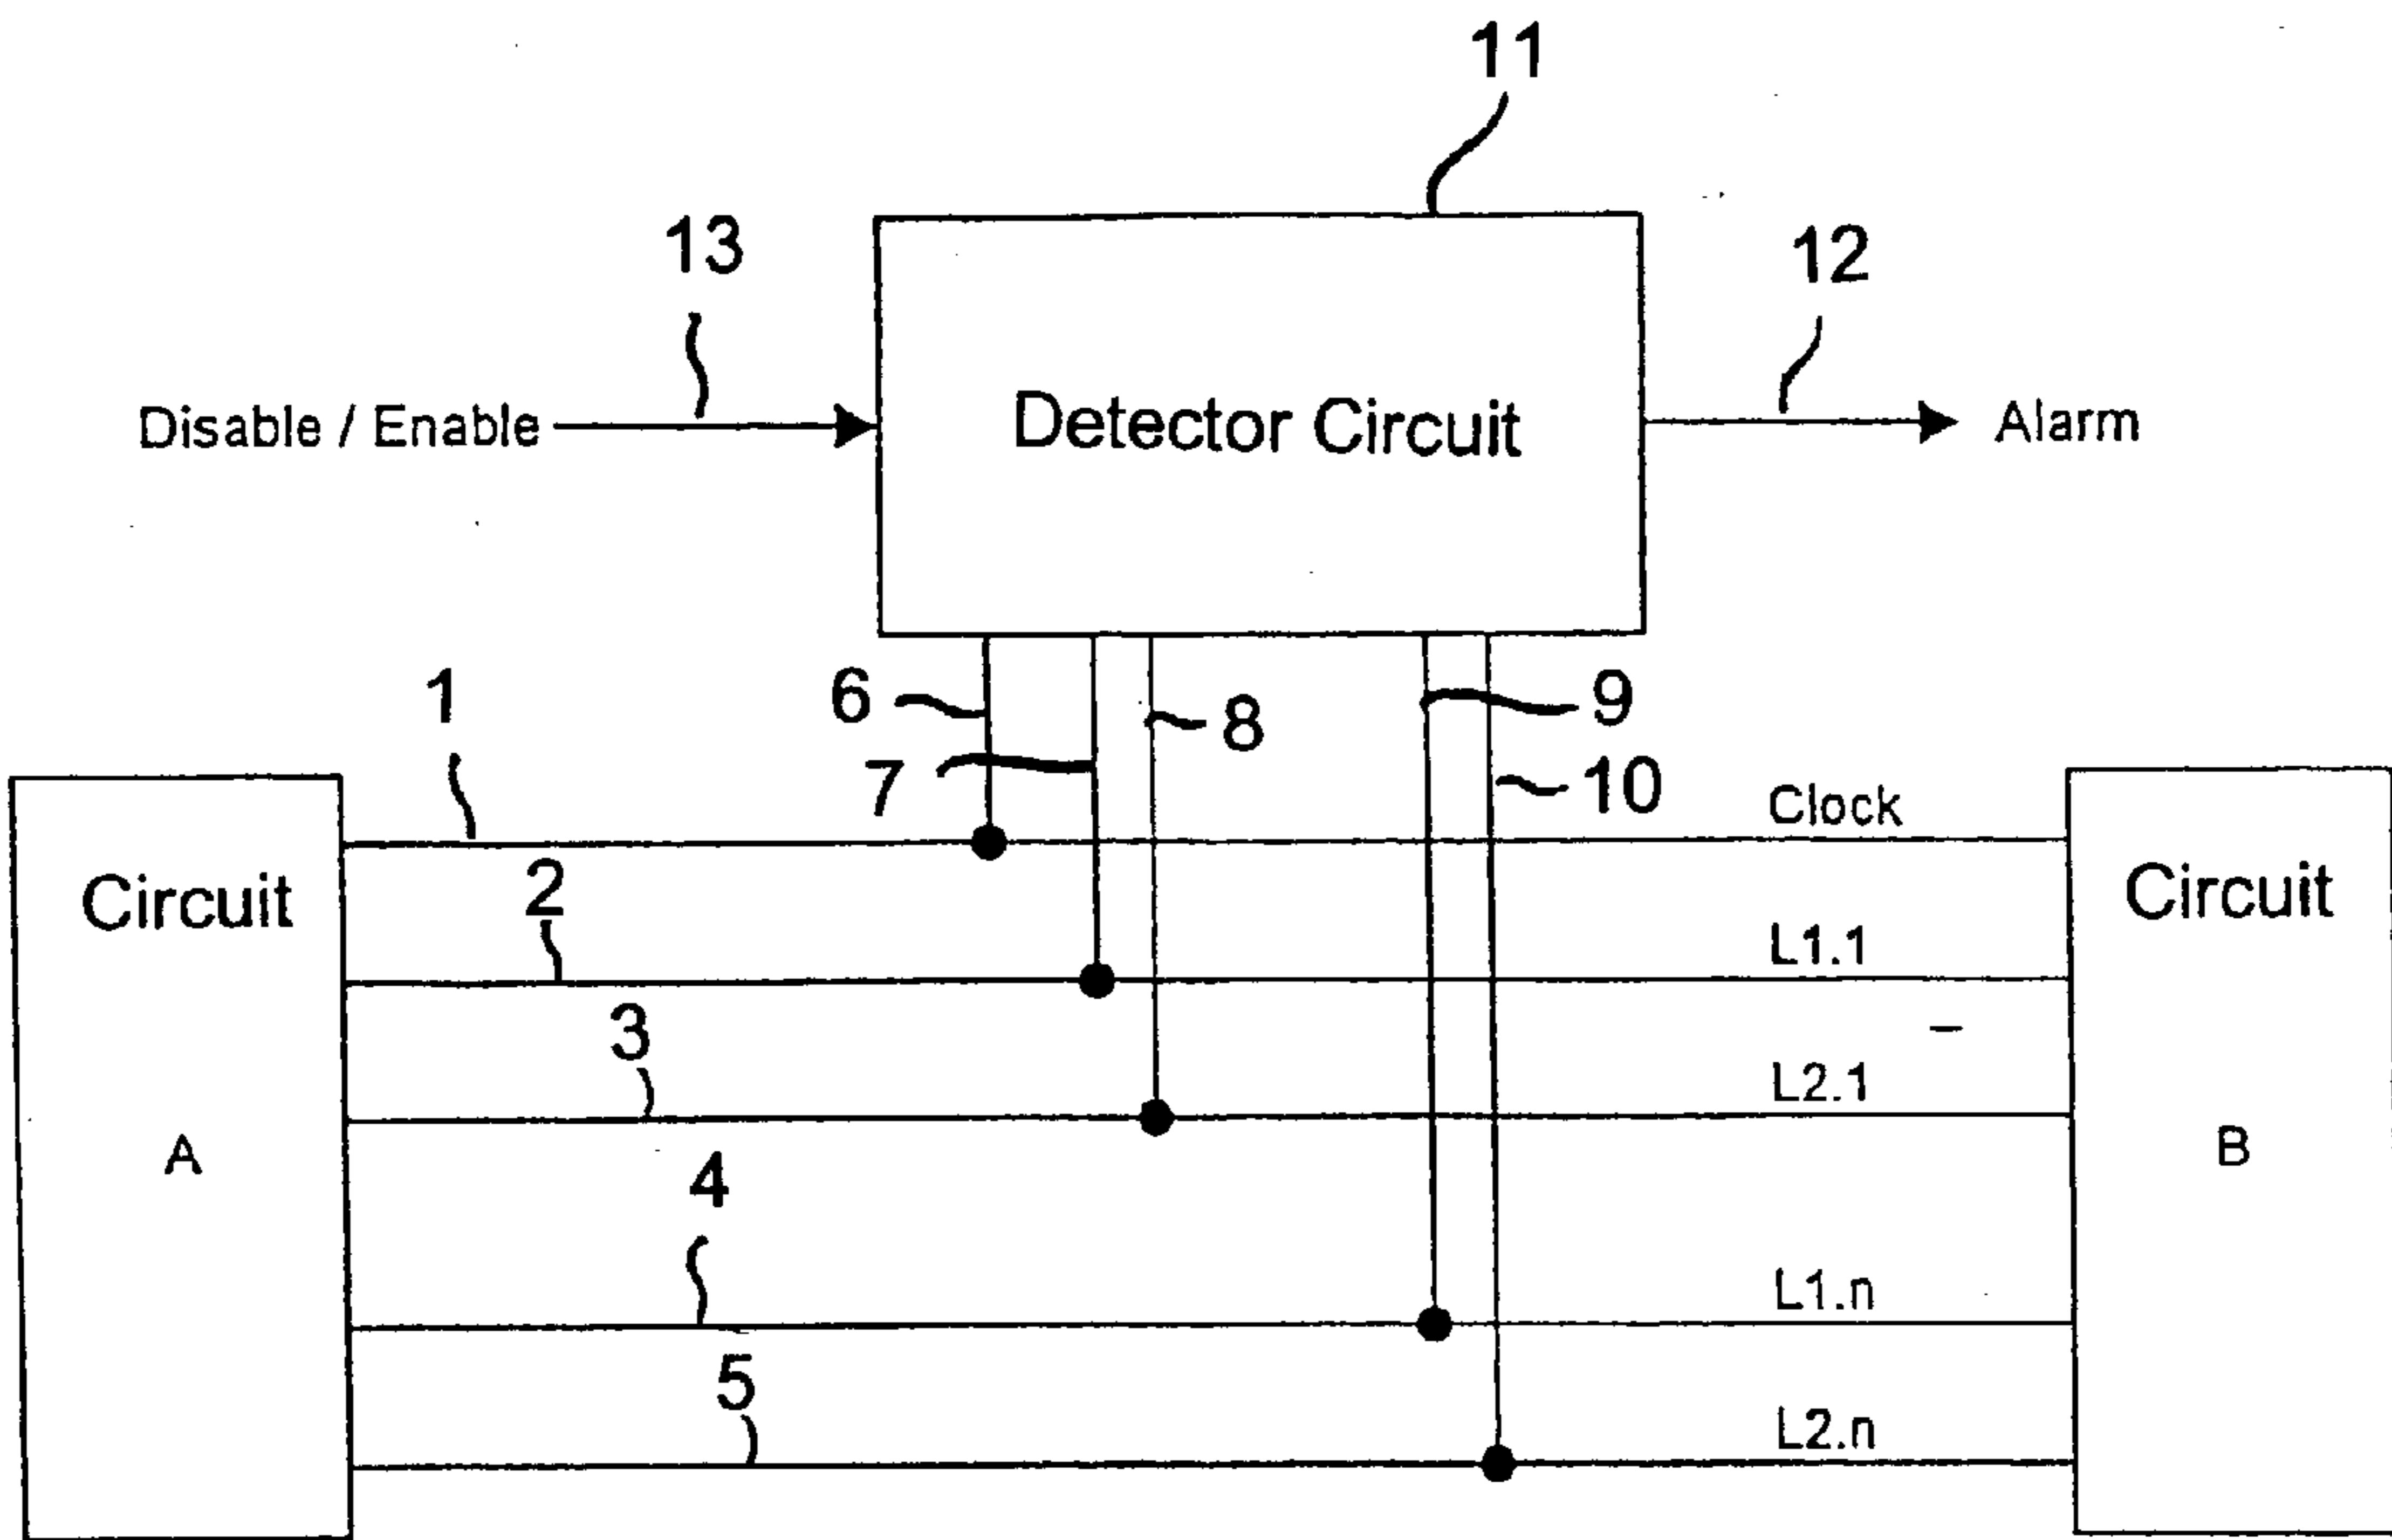 11
13
12
Disable / Enable
Detector Circuit
Alarm
1
6
8
9
7
10
Clock
Circuit
2
Circuit
L1.1
3
L2.1
A
4
B
L1.n
5
L2.n